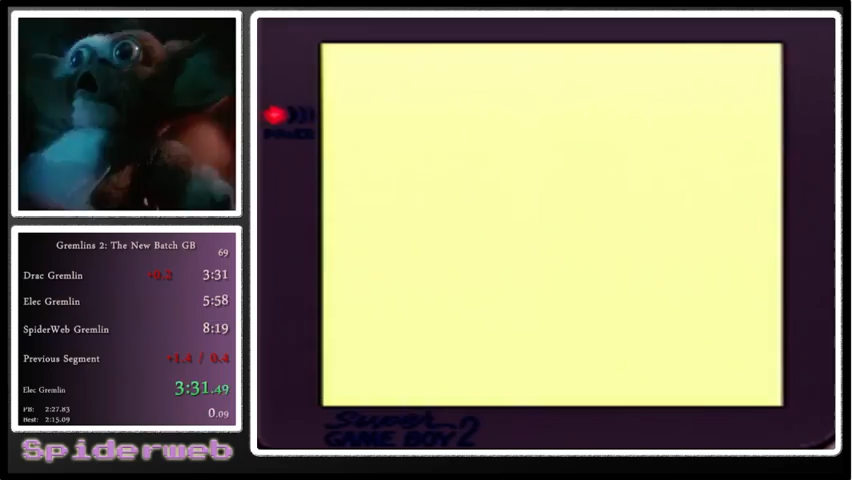 Gremlins 2: The New Batch GB
69
Drac Gremlin +0.2 3:31
Elec Gremlin 5:58
SpiderWeb Gremlin 8:19
Previous Segment +1.4 / 0.4
Elec Gremlin 3:31.49
PB: 2:27.83
Best: 2:15.09 0.09
Spiderweb
POWER
Super
GAME BOY 2